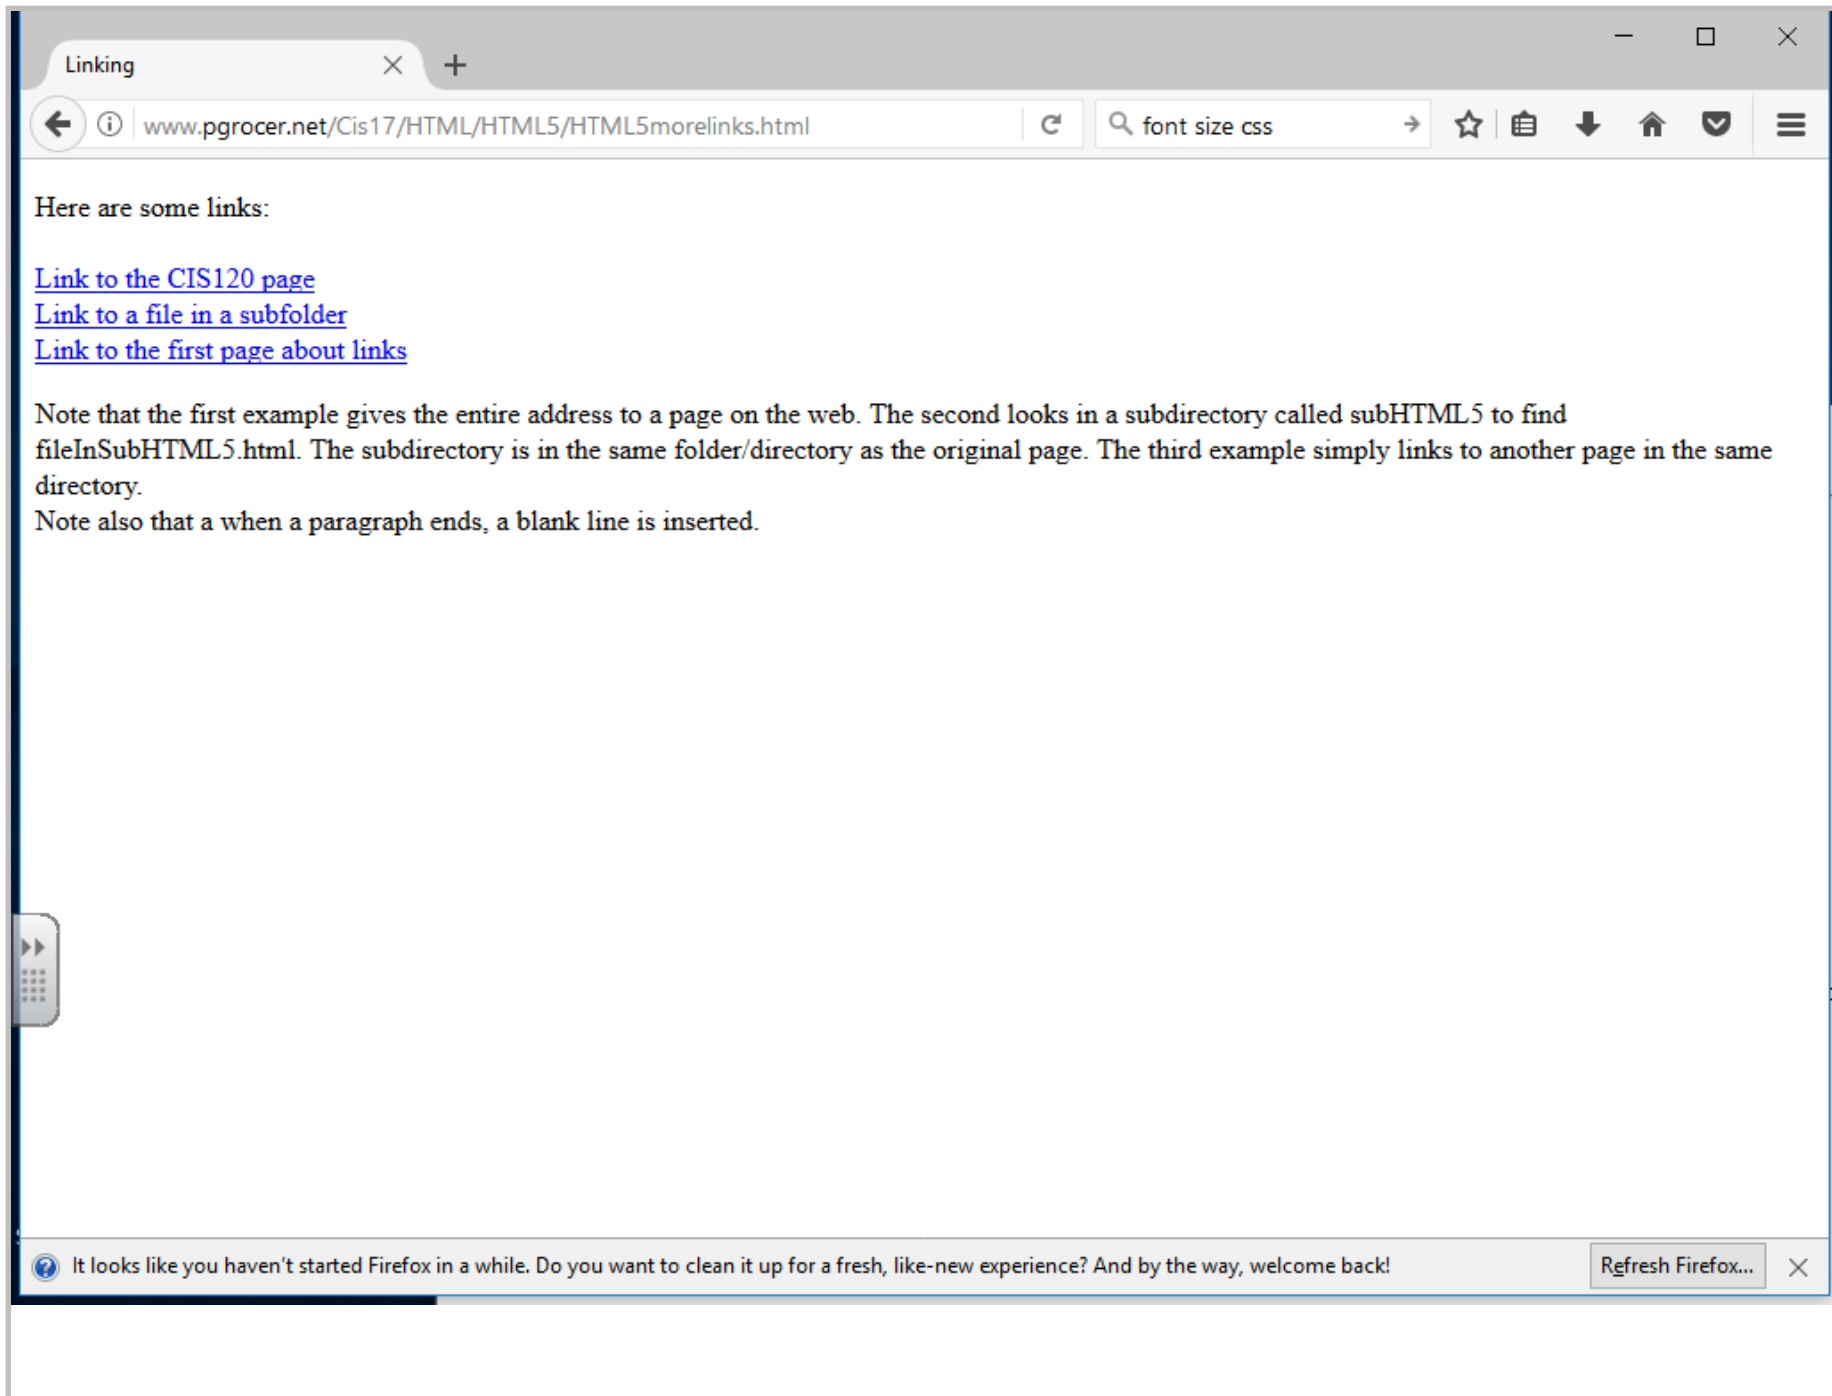 Linking
www.pgrocer.net/Cis17/HTML/HTML5/HTML5morelinks.html
font size css
Here are some links:
Link to the CIS120 page
Link to a file in a subfolder
Link to the first page about links
Note that the first example gives the entire address to a page on the web. The second looks in a subdirectory called subHTML5 to find
fileInSubHTML5.html. The subdirectory is in the same folder/directory as the original page. The third example simply links to another page in the same
directory.
Note also that a when a paragraph ends, a blank line is inserted.
It looks like you haven't started Firefox in a while. Do you want to clean it up for a fresh, like-new experience? And by the way, welcome back!
Refresh Firefox...